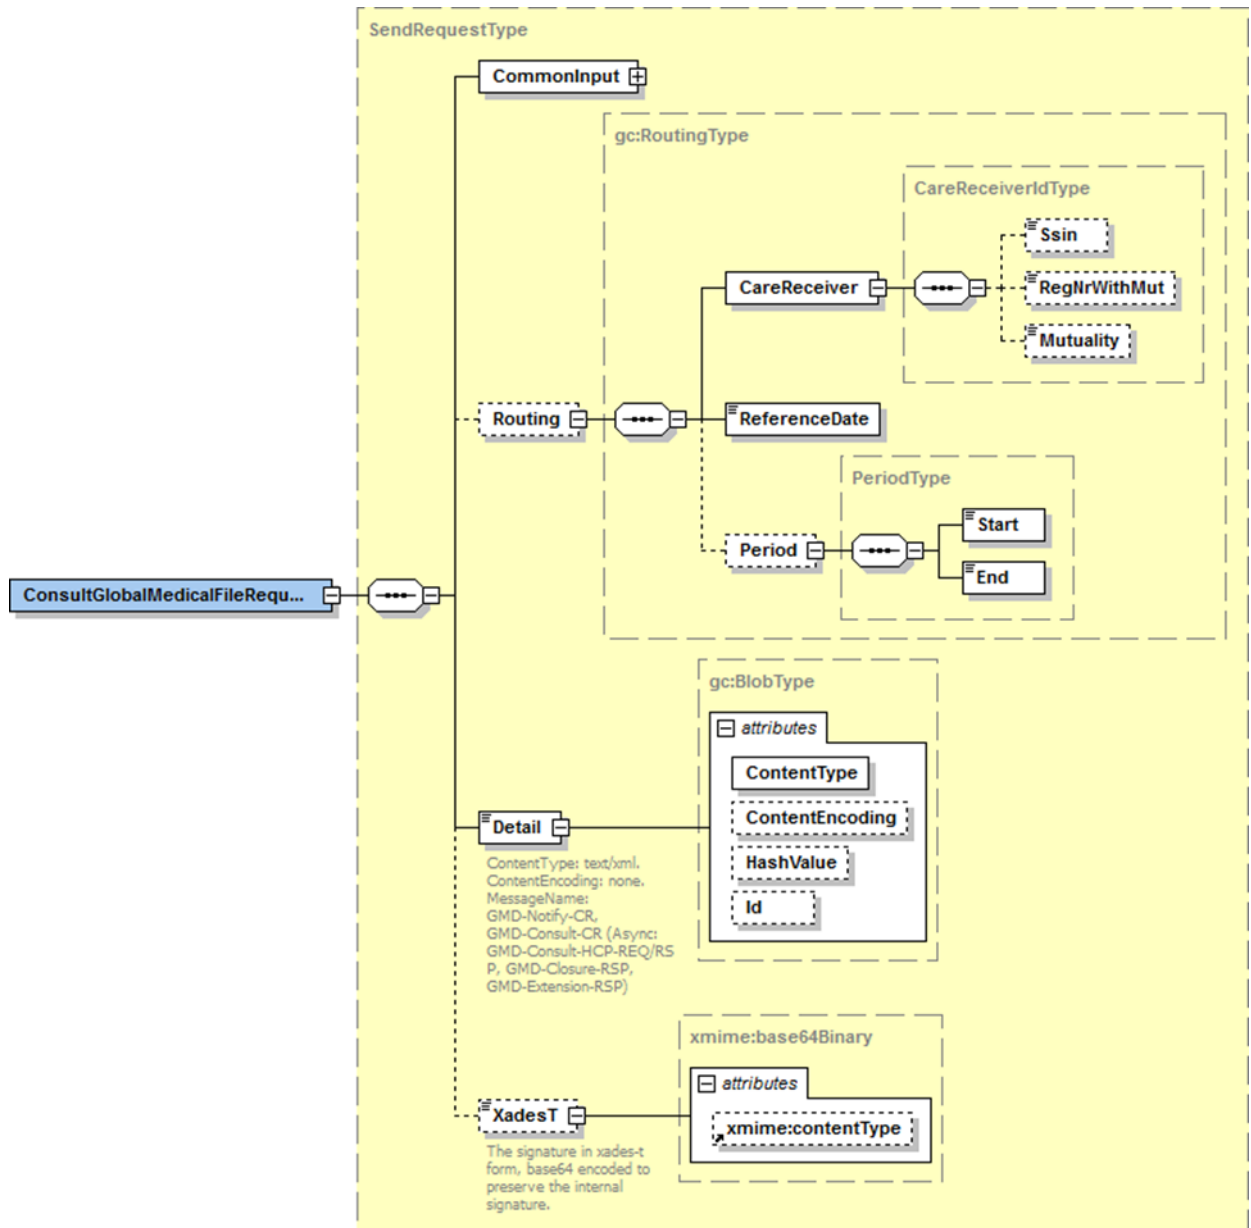 SendRequestType
CommonInput
gc:RoutingType
CareReceiverIdType
Ssin
CareReceiver
RegNrWithMut
Mutuality
Routing
ReferenceDate
PeriodType
Start
Period
End
ConsultGlobalMedicalFileRequ...
gc:BlobType
attributes
ContentType
ContentEncoding
Detail
HashValue
Id
ContentType: text/xml.
ContentEncoding: none.
MessageName:
GMD-Notify-CR,
GMD-Consult-CR (Async:
GMD-Consult-HCP-REQ/RS
P, GMD-Closure-RSP,
GMD-Extension-RSP)
xmime:base64Binary
attributes
XadesT
xmime:contentType
The signature in xades-t
form, base64 encoded to
preserve the internal
signature.